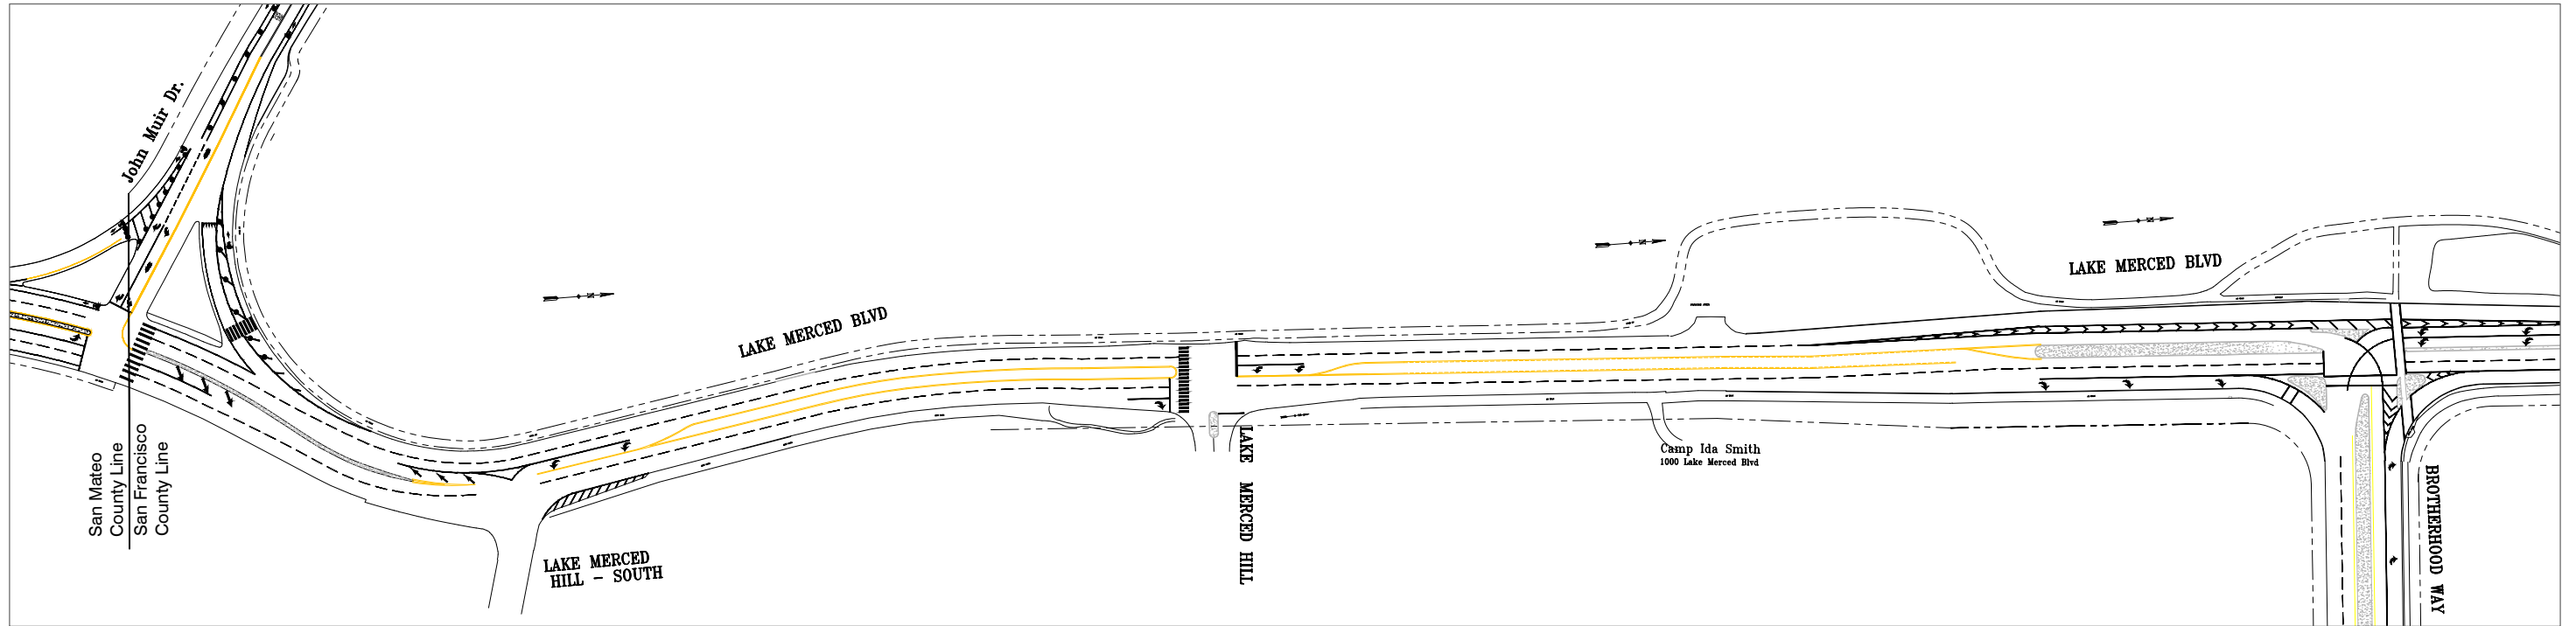 John Muir Dr.
San Mateo
County Line
San Francisco
County Line
LAKE MERCED BLVD
LAKE MERCED
HILL – SOUTH
LAKE MERCED HILL
Camp Ida Smith
1000 Lake Merced Blvd
LAKE MERCED BLVD
BROTHERHOOD WAY